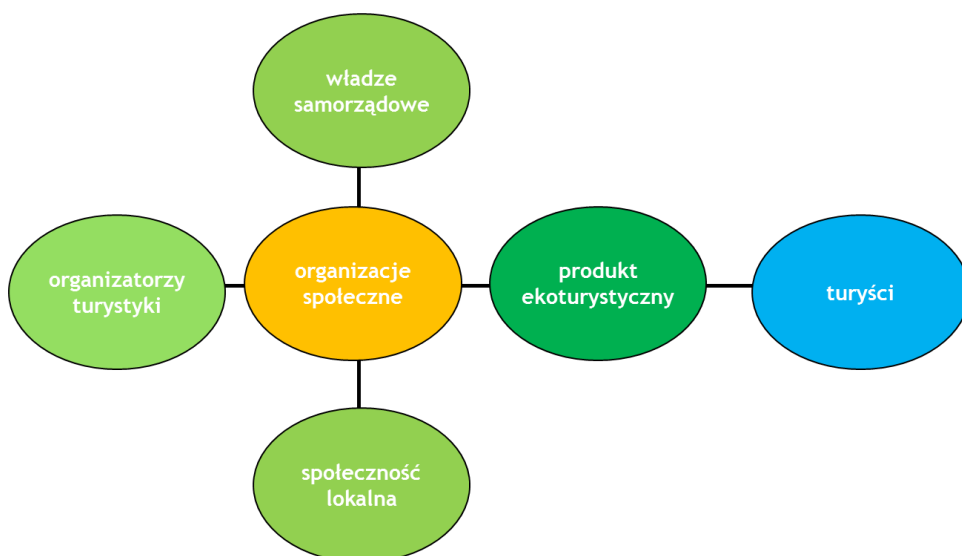 władze
samorządowe
organizatorzy
turystyki
organizacje
społeczne
produkt
ekoturystyczny
turyści
społeczność
lokalna